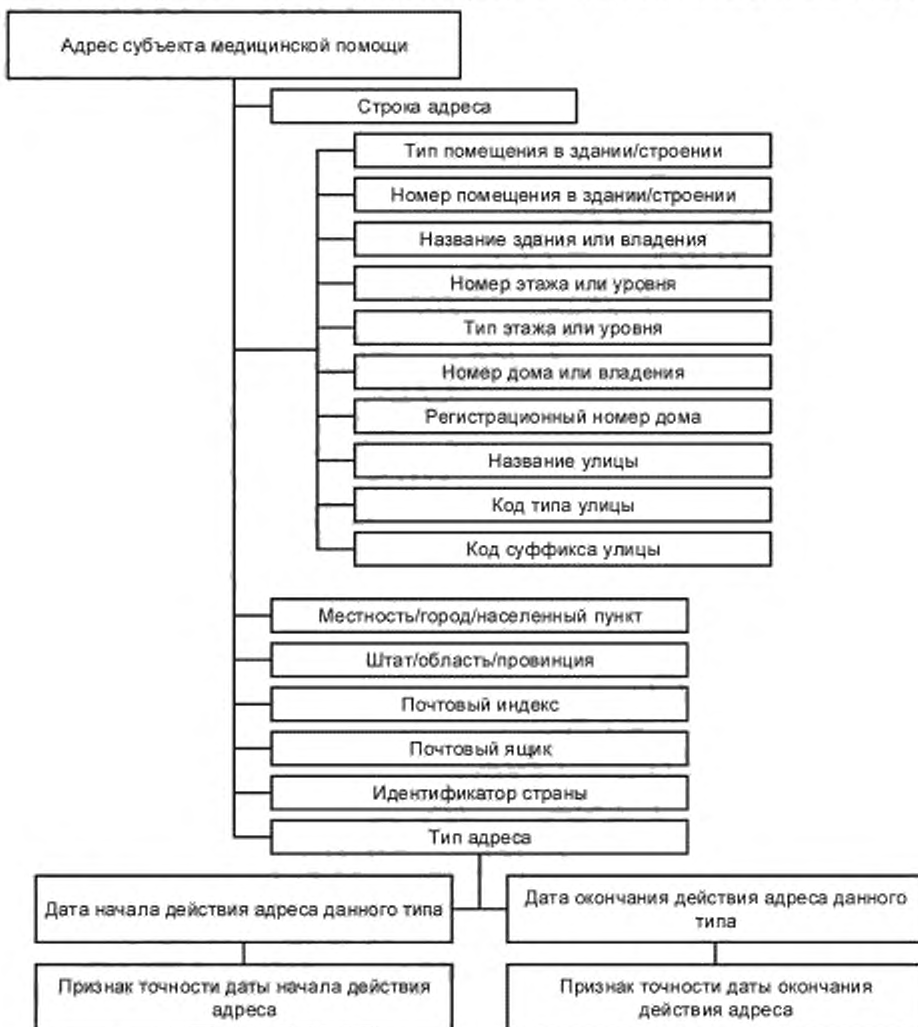 Адрес субъекта медицинской помощи
Строка адреса
Тип помещения в здании/строении
Номер помещения в здании/строении
Название здания или владения
Номер этажа или уровня
Тип этажа или уровня
Номер дома или владения
Регистрационный номер дома
Название улицы
Код типа улицы
Код суффикса улицы
Местность/город/населенный пункт
Штат/область/провинция
Почтовый индекс
Почтовый ящик
Идентификатор страны
Тип адреса
Дата начала действия адреса данного типа
Дата окончания действия адреса данного
типа
Признак точности даты начала действия
адреса
Признак точности даты окончания
действия адреса